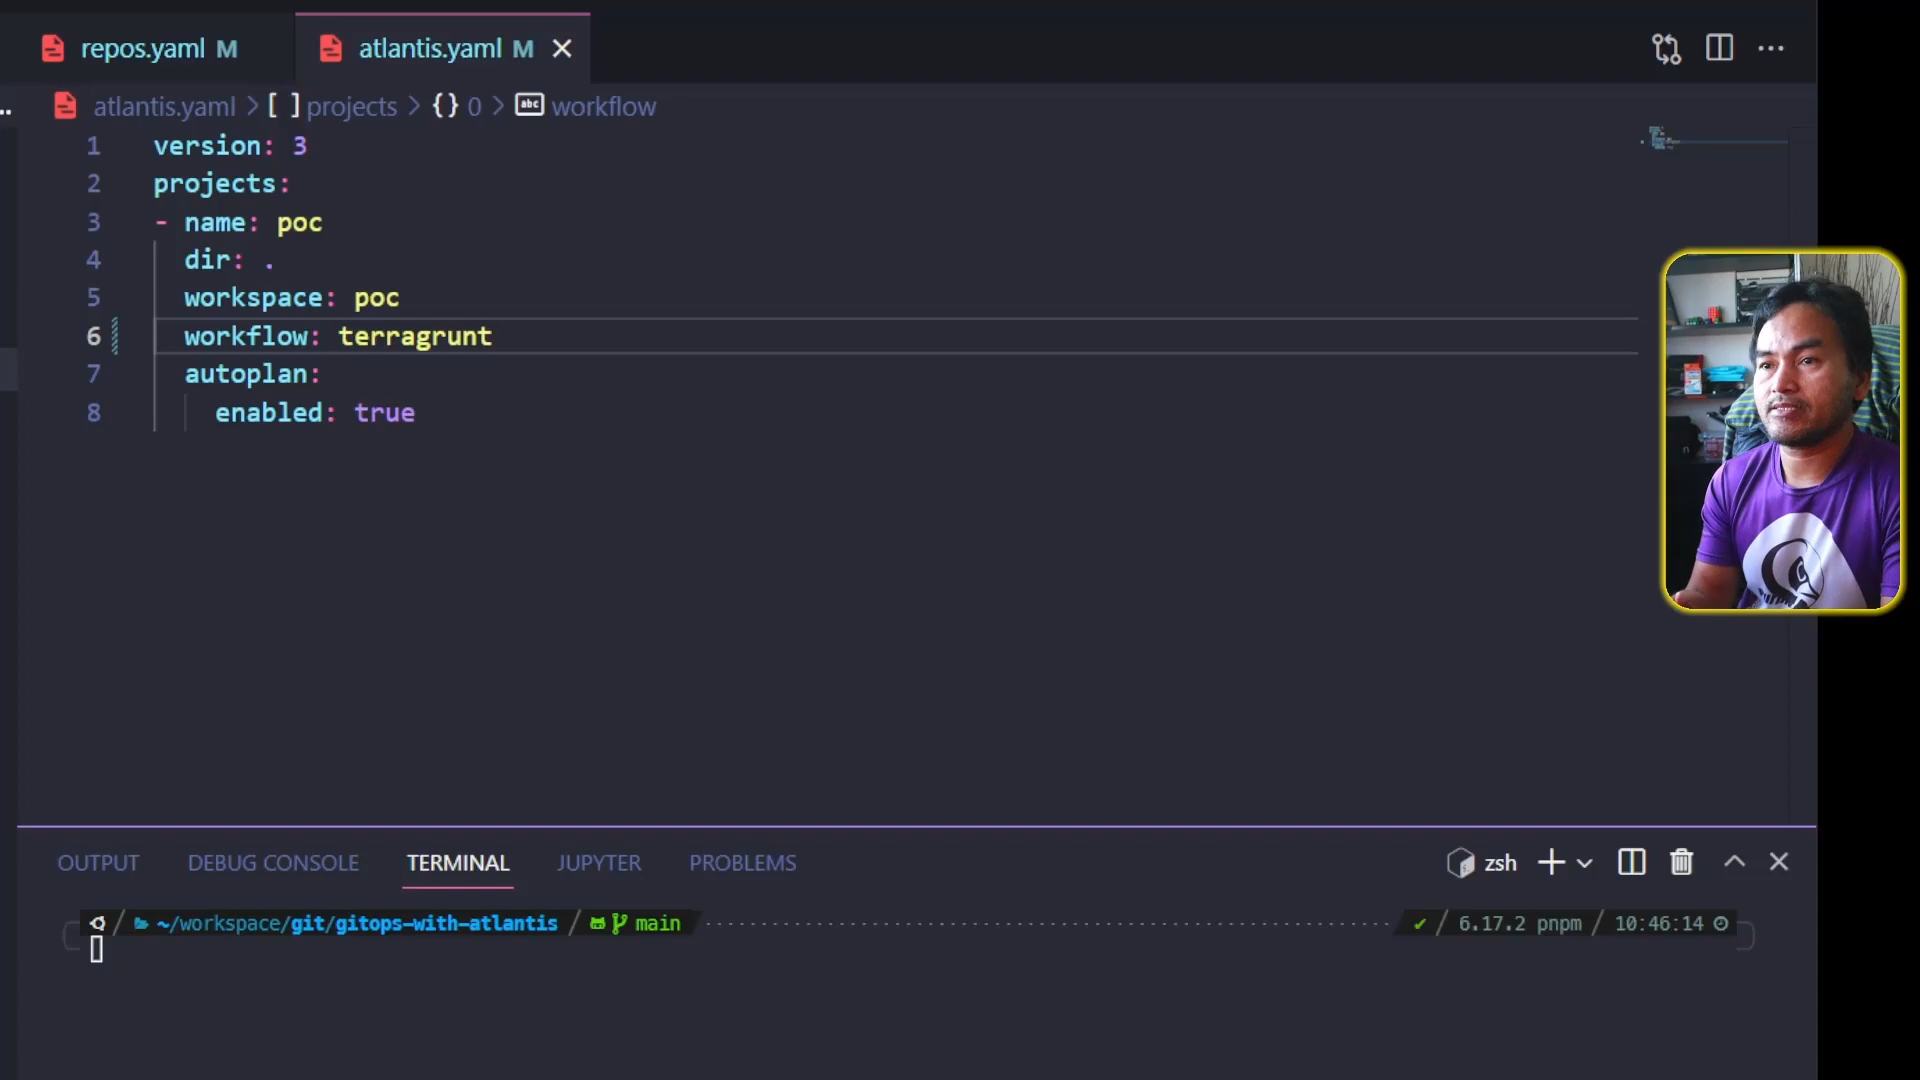 repos.yaml M
atlantis.yaml M
atlantis.yaml > [ ] projects > {} 0 > abc workflow
1 version: 3
2 projects:
3 - name: poc
4 dir: .
5 workspace: poc
6 workflow: terragrunt
7 autoplan:
8 enabled: true
OUTPUT DEBUG CONSOLE TERMINAL JUPYTER PROBLEMS zsh
~/workspace/git/gitops-with-atlantis / main ✓ / 6.17.2 pnpm / 10:46:14